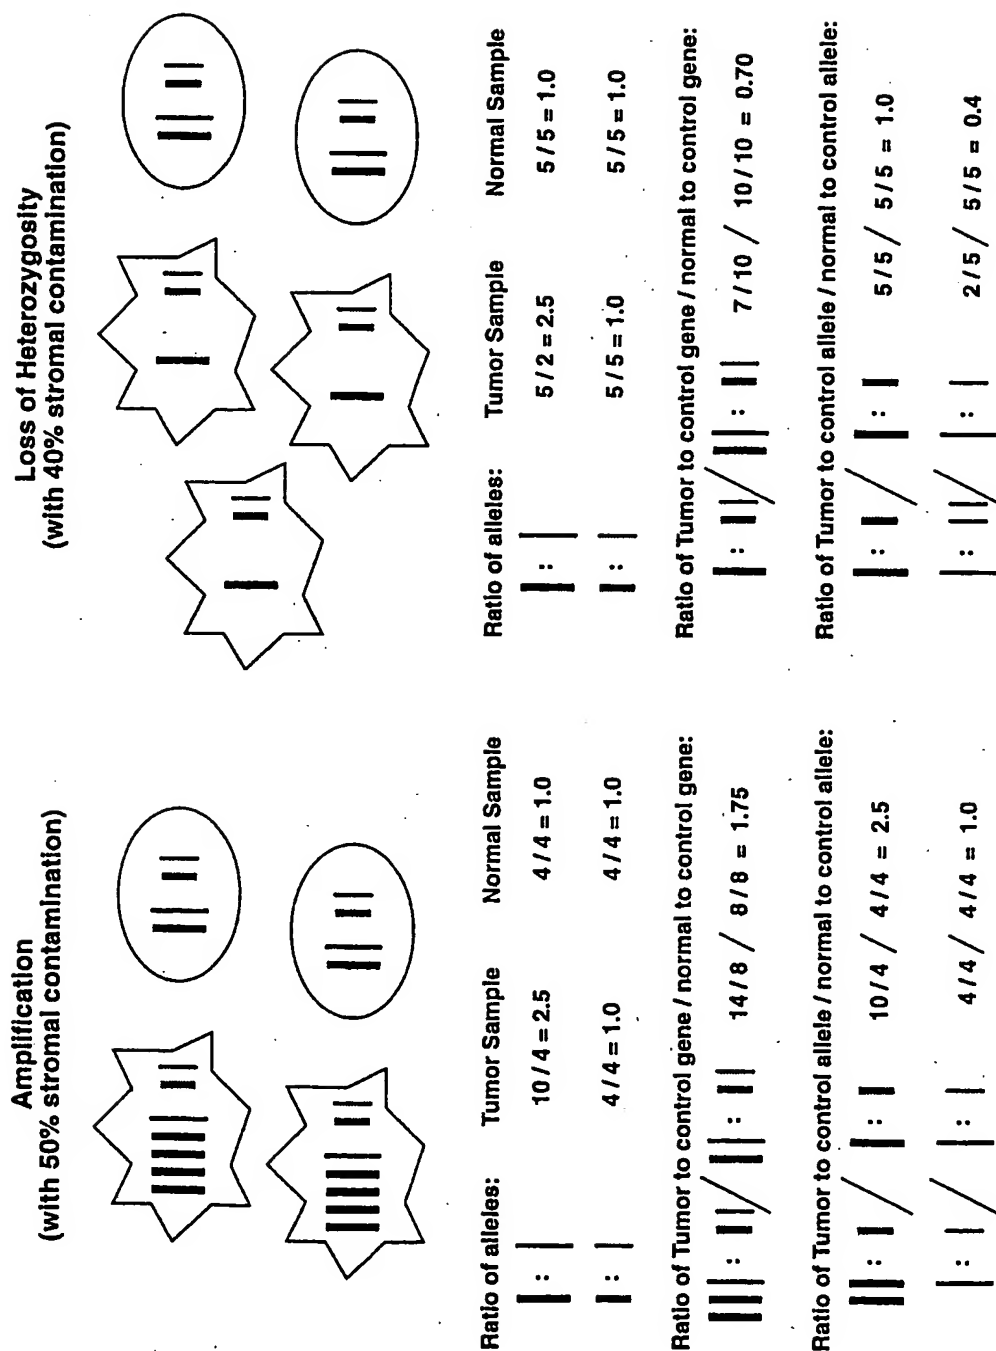 Amplification
(with 50% stromal contamination)
Ratio of alleles: Tumor Sample Normal Sample
: 10/4 = 2.5 4/4 = 1.0
: 4/4 = 1.0 4/4 = 1.0
Ratio of Tumor to control gene / normal to control gene:
: / : 14/8 / 8/8 = 1.75
Ratio of Tumor to control allele / normal to control allele:
: / : 10/4 / 4/4 = 2.5
: / : 4/4 / 4/4 = 1.0
Loss of Heterozygosity
(with 40% stromal contamination)
Ratio of alleles: Tumor Sample Normal Sample
: 5/2 = 2.5 5/5 = 1.0
: 5/5 = 1.0 5/5 = 1.0
Ratio of Tumor to control gene / normal to control gene:
: / : 7/10 / 10/10 = 0.70
Ratio of Tumor to control allele / normal to control allele:
: / : 5/5 / 5/5 = 1.0
: / : 2/5 / 5/5 = 0.4